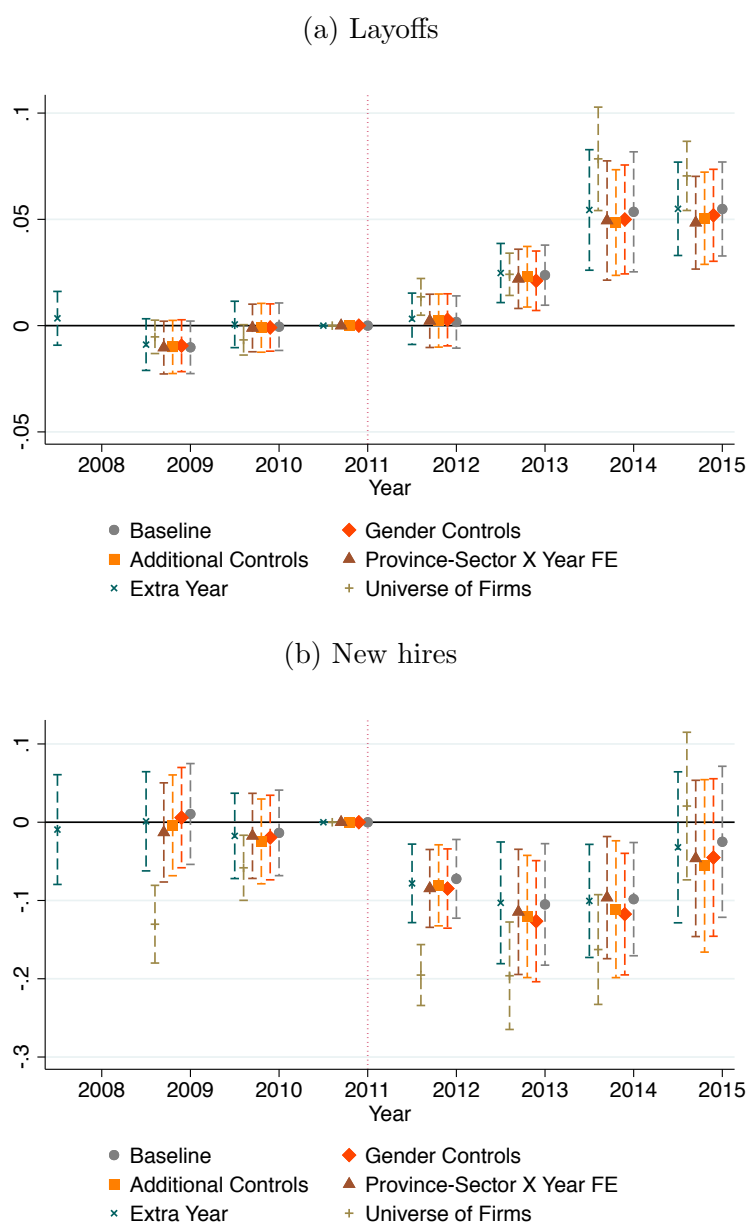 (a) Layoffs
.1
.05
0
-.05
2008 2009 2010 2011 2012 2013 2014 2015
Year
Baseline Gender Controls
Additional Controls Province-Sector X Year FE
Extra Year Universe of Firms
(b) New hires
.1
0
-.1
-.2
-.3
2008 2009 2010 2011 2012 2013 2014 2015
Year
Baseline Gender Controls
Additional Controls Province-Sector X Year FE
Extra Year Universe of Firms